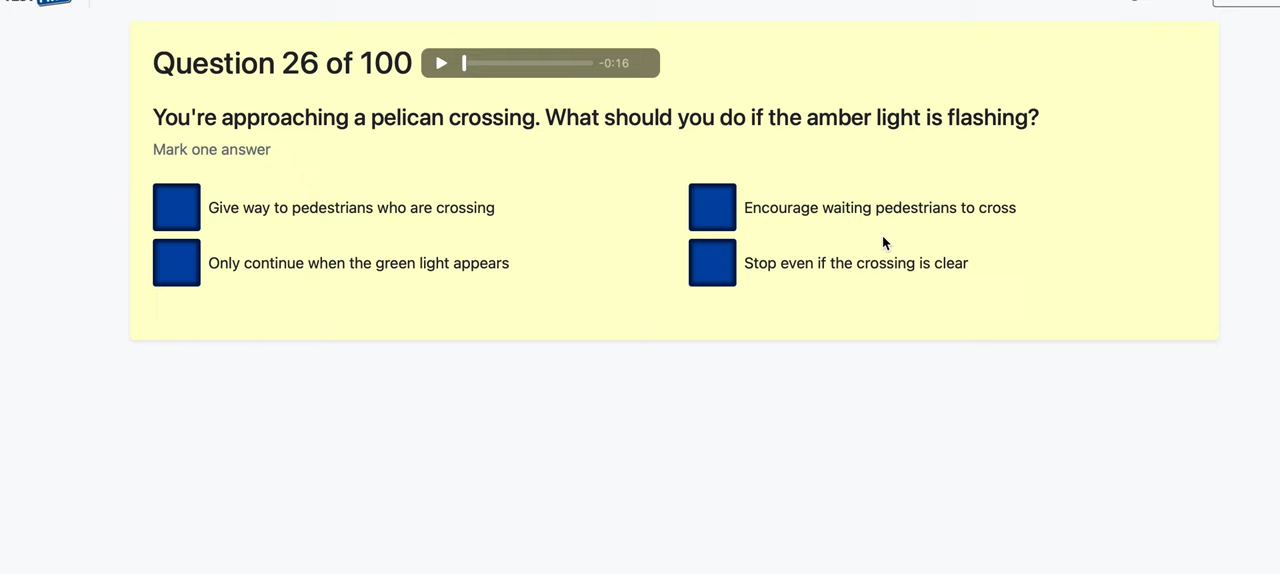 Question 26 of 100
-0:16
You're approaching a pelican crossing. What should you do if the amber light is flashing?
Mark one answer
Give way to pedestrians who are crossing
Encourage waiting pedestrians to cross
Only continue when the green light appears
Stop even if the crossing is clear